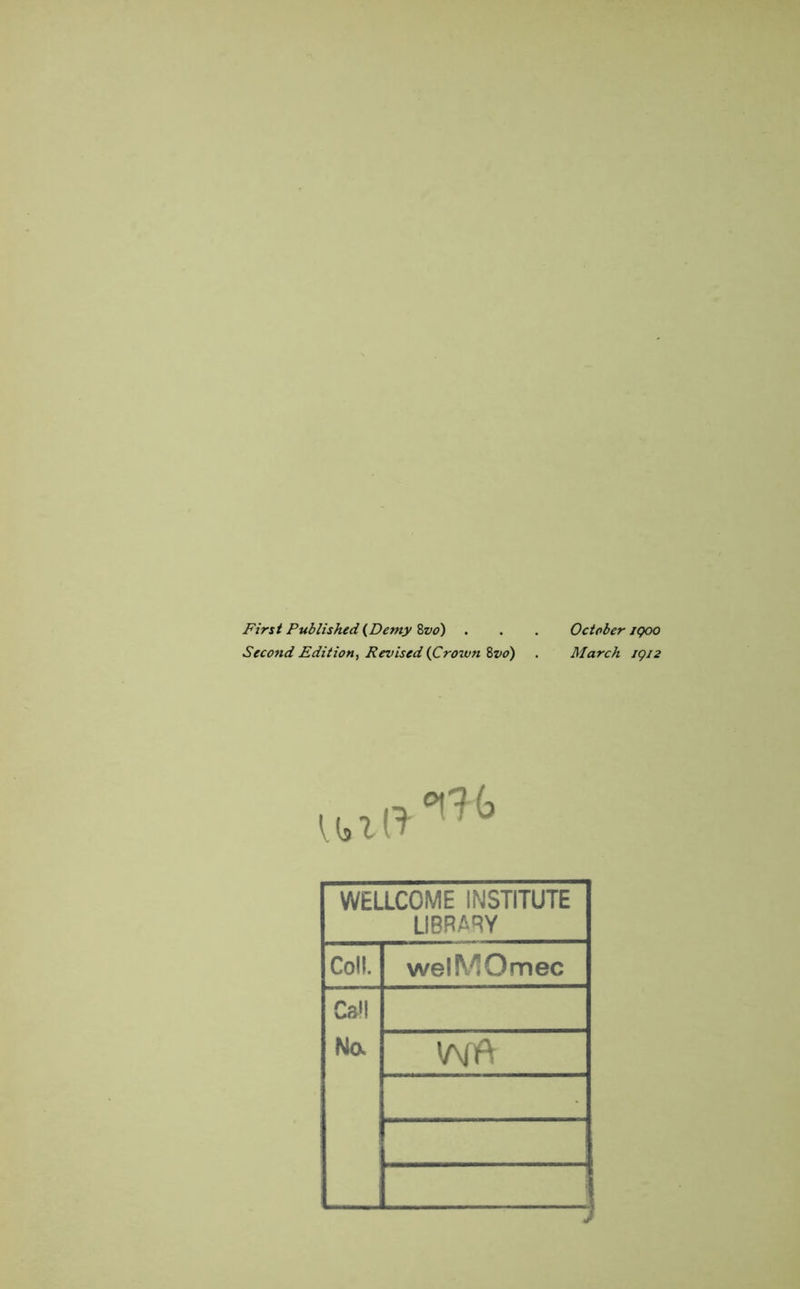 First Published (Demy 8vo) . . . October 1900
Second Edition, Revised (Crown 8vo) . March 1912
WELLCOME INSTITUTE
LIBRARY
Coll. welMOmec
Call
No. WA